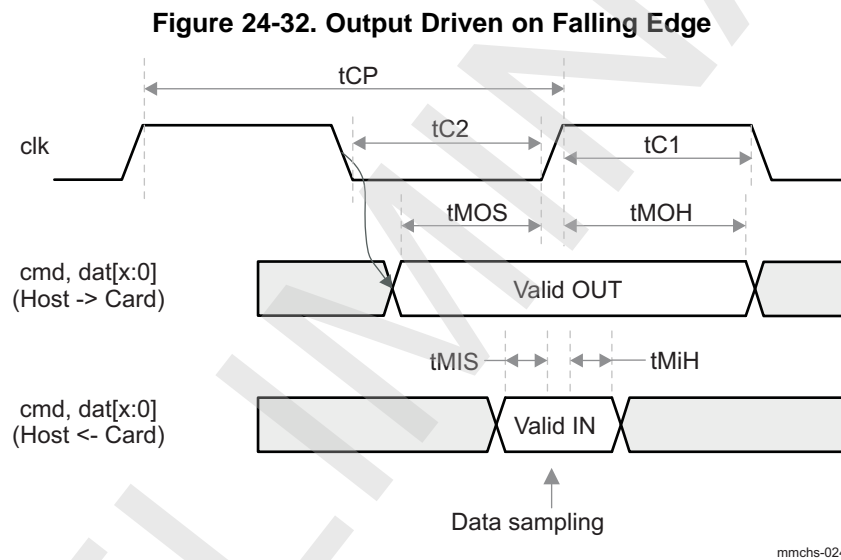 Figure 24-32. Output Driven on Falling Edge
tCP
clk
tC2
tC1
tMOS
tMOH
cmd, dat[x:0]
(Host -> Card)
Valid OUT
tMIS
tMiH
cmd, dat[x:0]
(Host <- Card)
Valid IN
Data sampling